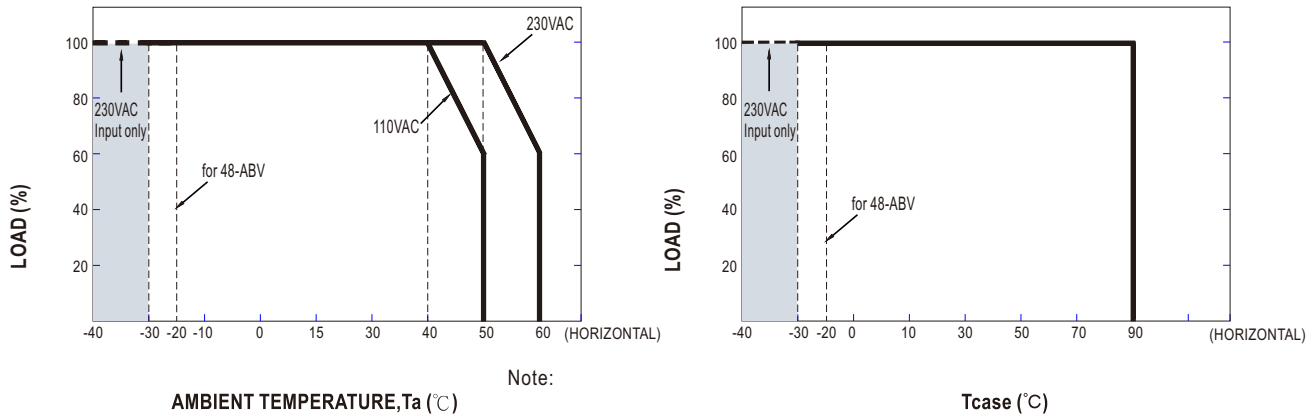 230VAC
100
80
60
40
20
230VAC
Input only
110VAC
for 48-ABV
LOAD (%)
-40
-30
-20
-10
0
15
30
40
50
60
(HORIZONTAL)
Note:
AMBIENT TEMPERATURE,Ta (℃)
100
80
60
40
20
230VAC
Input only
for 48-ABV
LOAD (%)
-40
-30
-20
0
10
30
50
70
90
(HORIZONTAL)
Tcase (℃)